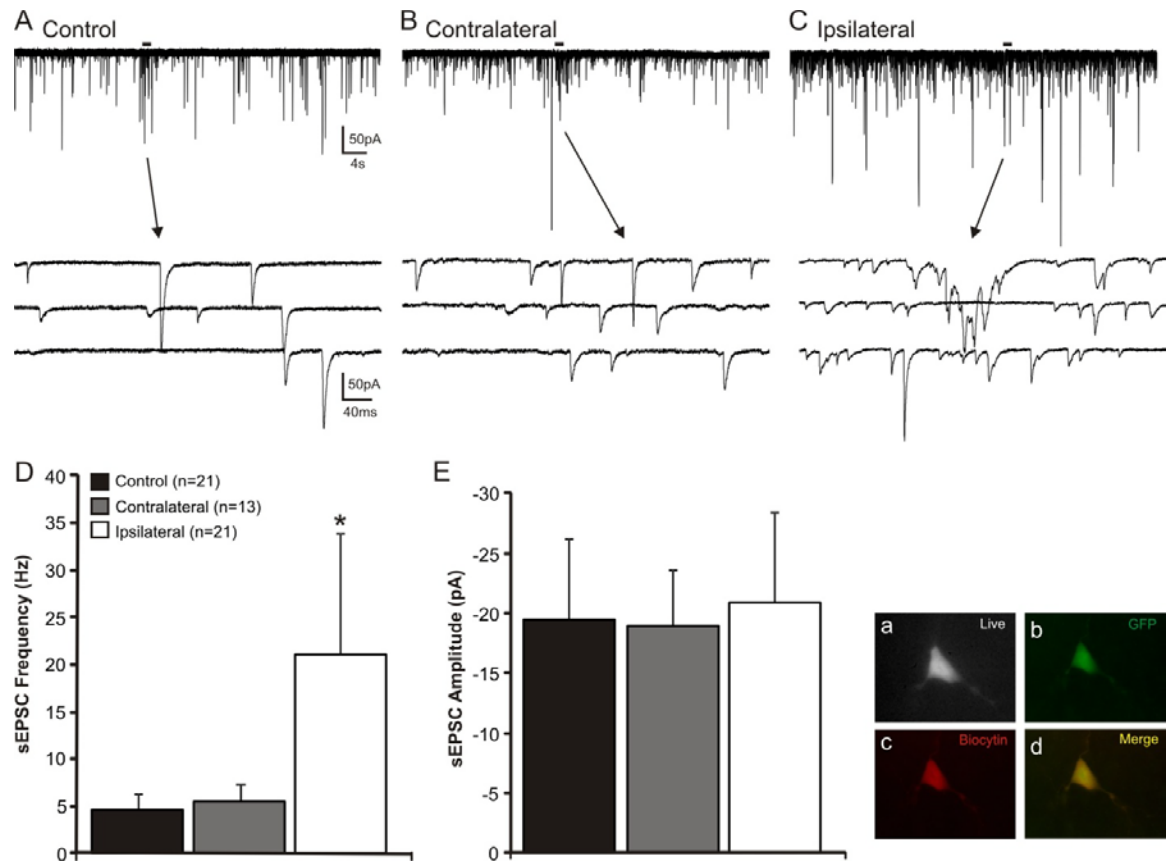 A Control
B Contralateral
C Ipsilateral
50pA
4s
50pA
40ms
D
sEPSC Frequency (Hz)
40
35
30
25
20
15
10
5
0
Control (n=21)
Contralateral (n=13)
Ipsilateral (n=21)
*
E
sEPSC Amplitude (pA)
-30
-25
-20
-15
-10
-5
-0
a Live
b GFP
c Biocytin
d Merge